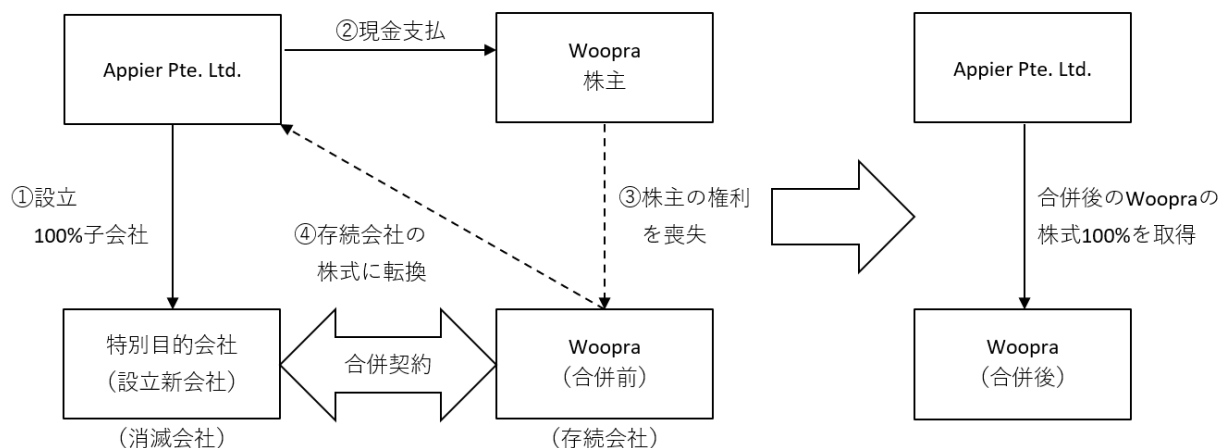 Appier Pte. Ltd.
②現金支払
Woopra
株主
①設立
100%子会社
④存続会社の
株式に転換
③株主の権利
を喪失
特別目的会社
（設立新会社）
（消滅会社）
合併契約
Woopra
（合併前）
（存続会社）
Appier Pte. Ltd.
合併後のWoopraの
株式100%を取得
Woopra
（合併後）